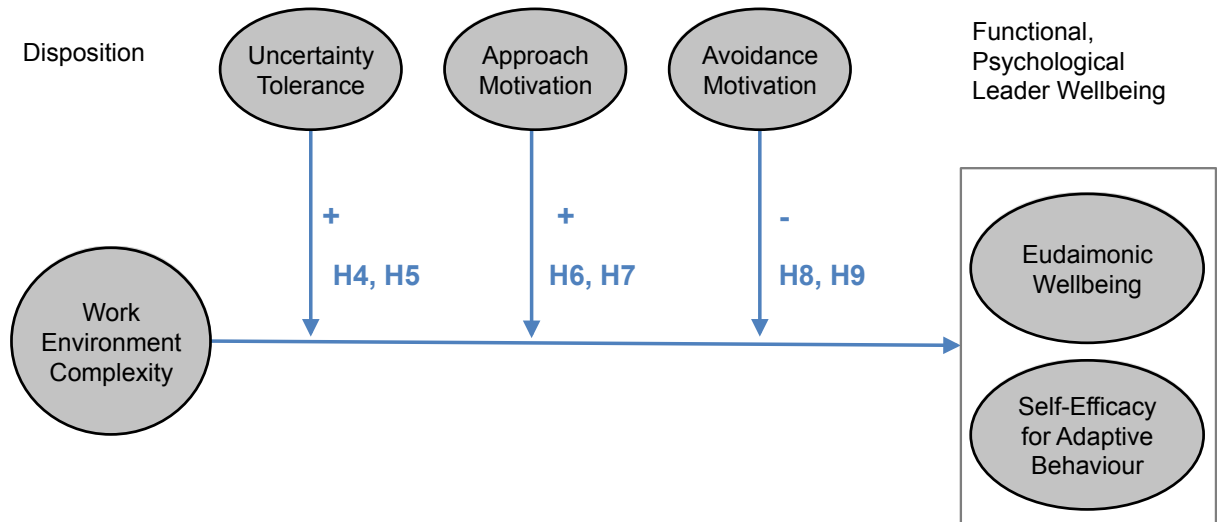 Disposition
Uncertainty
Tolerance
Approach
Motivation
Avoidance
Motivation
Functional,
Psychological
Leader Wellbeing
+
H4, H5
+
H6, H7
-
H8, H9
Work
Environment
Complexity
Eudaimonic
Wellbeing
Self-Efficacy
for Adaptive
Behaviour